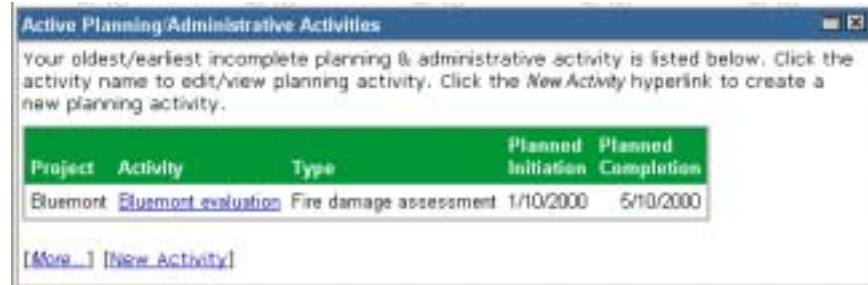 Active Planning/Administrative Activities
Your oldest/earliest incomplete planning & administrative activity is listed below. Click the
activity name to edit/view planning activity. Click the New Activity hyperlink to create a
new planning activity.
Planned Planned
Project Activity Type Initiation Completion
Bluemont Bluemont evaluation Fire damage assessment 1/10/2000 5/10/2000
[More...] [New Activity]